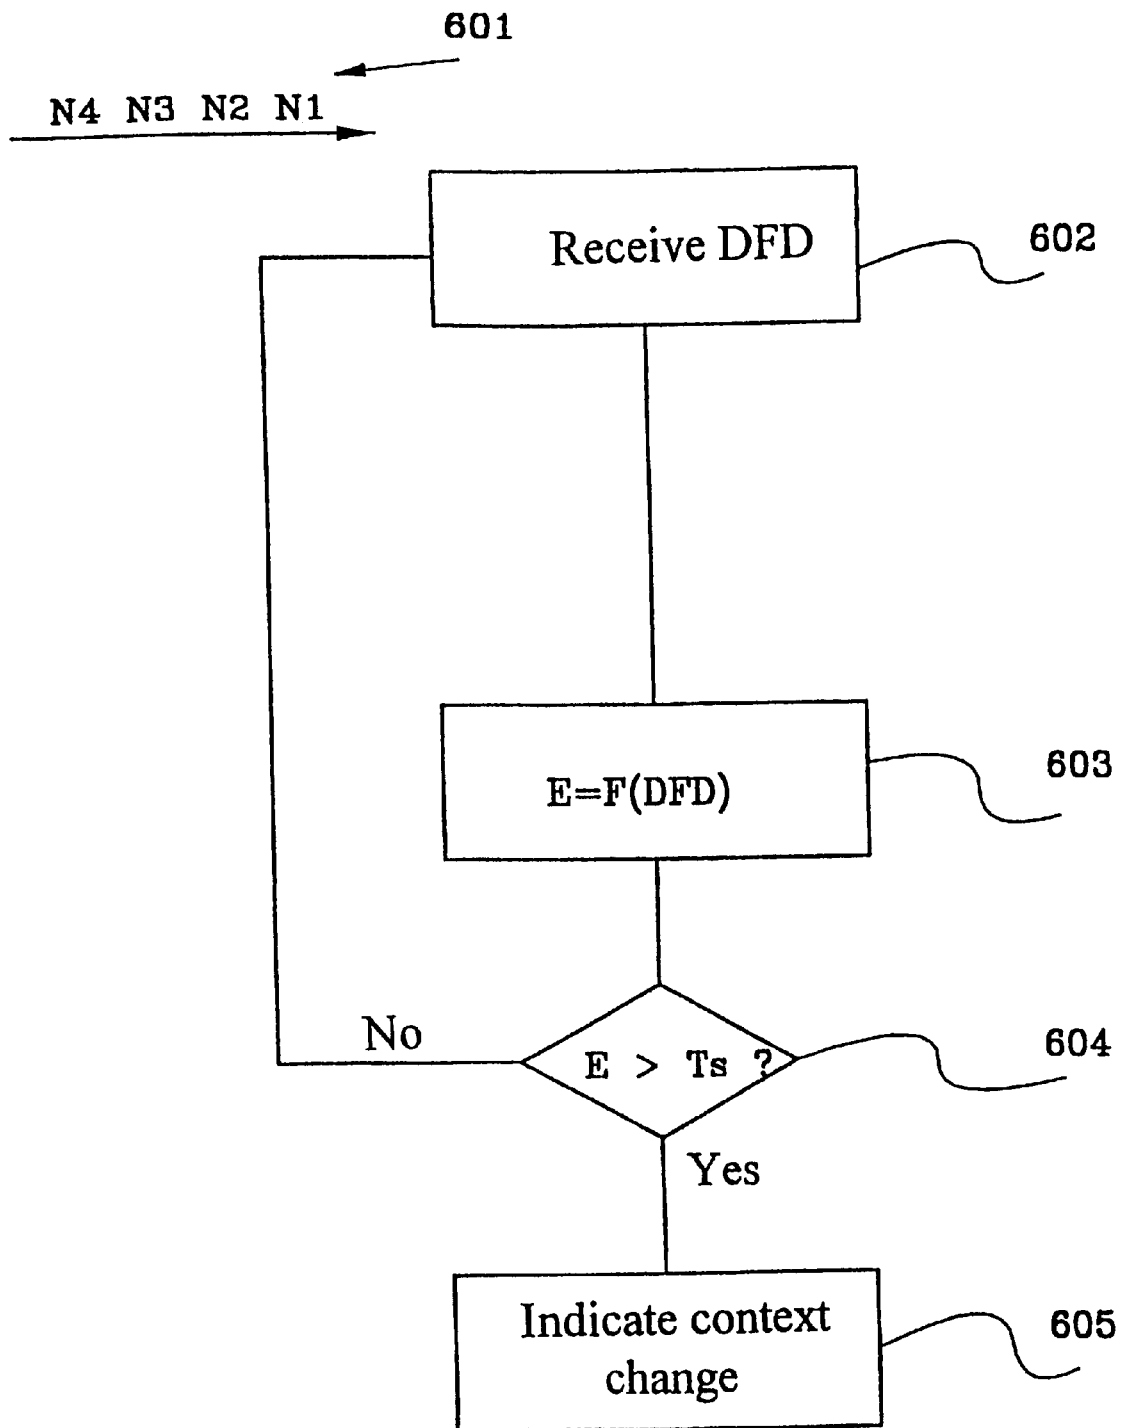 601
N4 N3 N2 N1
Receive DFD
602
E=F(DFD)
603
No
E > Ts ?
604
Yes
Indicate context
change
605